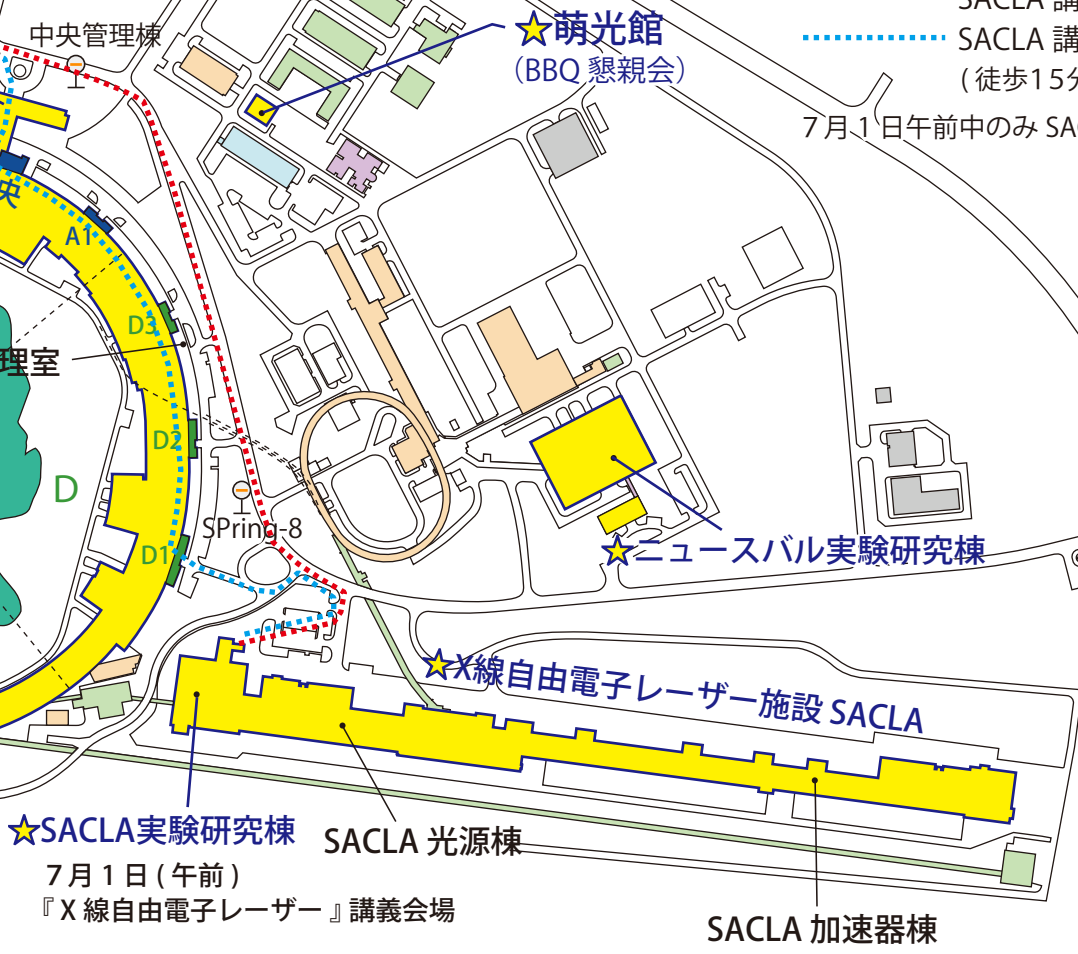 中央管理棟
☆萌光館
(BBQ 懇親会)
SACLA 講
SACLA 講
(徒歩15分
7月1日午前中のみ SA
央
A1
D3
理室
D2
D
SPring-8
D1
☆ニュースバル実験研究棟
☆X線自由電子レーザー施設 SACLA
☆SACLA実験研究棟
7月1日(午前)
『X線自由電子レーザー』講義会場
SACLA 光源棟
SACLA 加速器棟